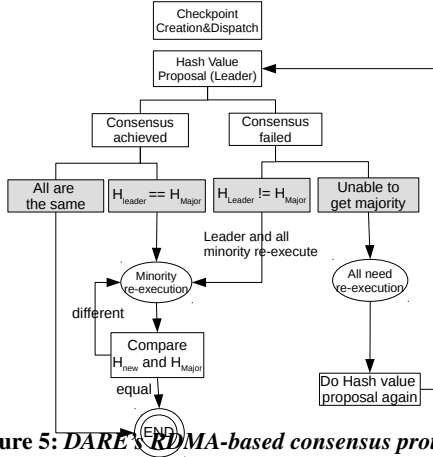 Checkpoint
Creation&Dispatch
Hash Value
Proposal (Leader)
Consensus
achieved
Consensus
failed
All are
the same
H_leader == H_Major
H_Leader != H_Major
Unable to
get majority
Leader and all
minority re-execute
Minority
re-execution
All need
re-execution
different
Compare
H_new and H_Major
equal
Do Hash value
proposal again
END
ure 5: DARE's RDMA-based consensus pro